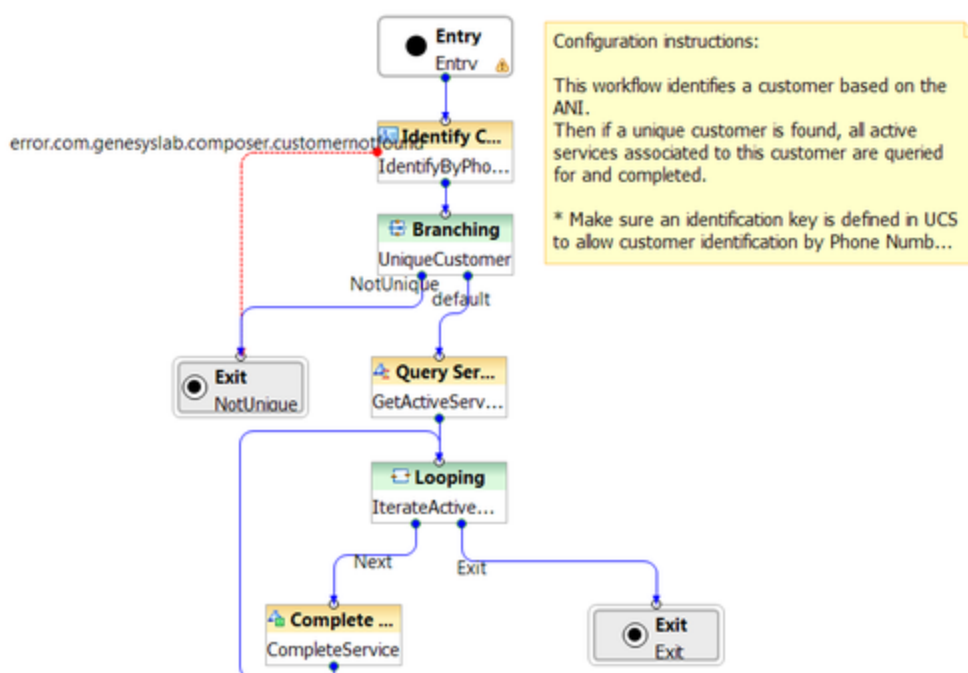 Entry
Entry
Configuration instructions:
This workflow identifies a customer based on the
ANI.
Then if a unique customer is found, all active
services associated to this customer are queried
for and completed.
* Make sure an identification key is defined in UCS
to allow customer identification by Phone Numb...
error.com.genesyslab.composer.customernotfound
Identify C...
IdentifyByPho...
Branching
UniqueCustomer
NotUnique
default
Exit
NotUnique
Query Ser...
GetActiveServ...
Looping
IterateActive...
Next
Exit
Complete ...
CompleteService
Exit
Exit